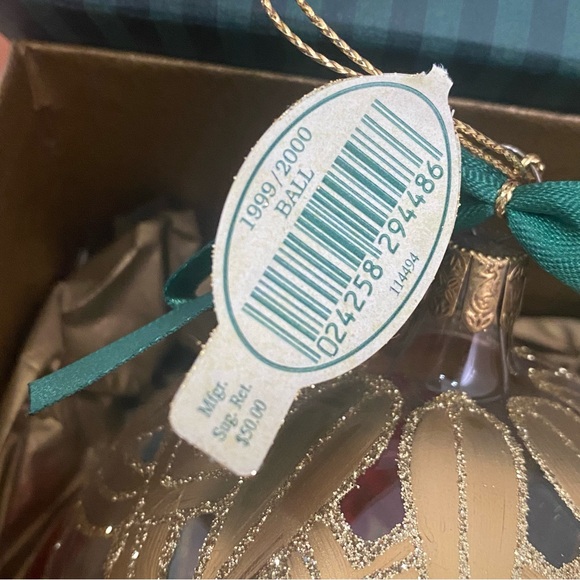 1999/2000
BALL
024258 294486
114494
Mfgr.
Sug. Ret.
$50.00